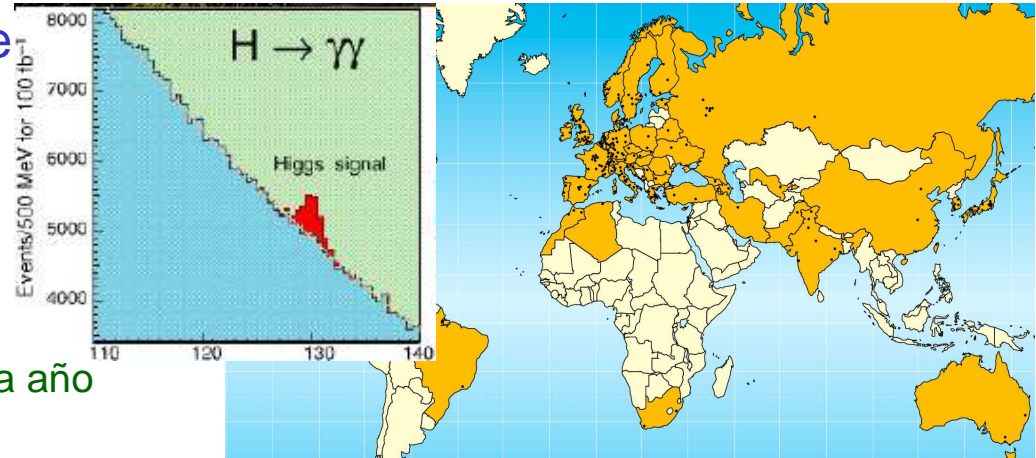 e
8000
H → γγ
7000
6000
Higgs signal
5000
4000
Events/500 MeV for 100 fb⁻¹
110 120 130 140
a año